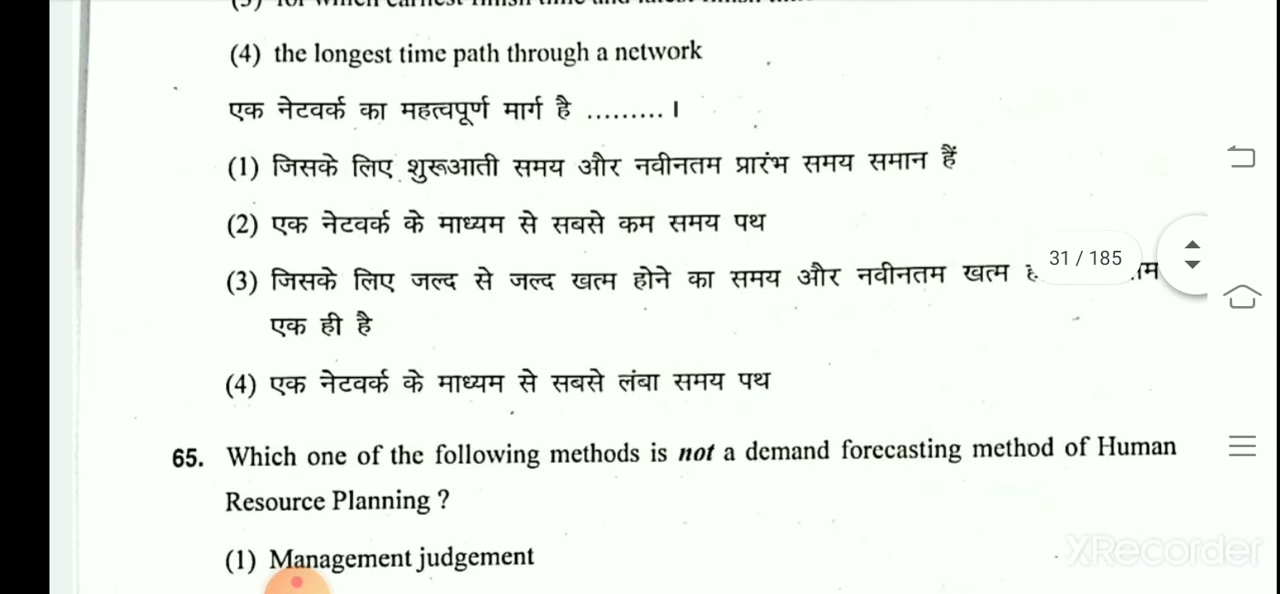 (4) the longest time path through a network
एक नेटवर्क का महत्वपूर्ण मार्ग है ......... ।
(1) जिसके लिए शुरूआती समय और नवीनतम प्रारंभ समय समान हैं
(2) एक नेटवर्क के माध्यम से सबसे कम समय पथ
(3) जिसके लिए जल्द से जल्द खत्म होने का समय और नवीनतम खत्म
31 / 185
एक ही है
(4) एक नेटवर्क के माध्यम से सबसे लंबा समय पथ
65. Which one of the following methods is not a demand forecasting method of Human
Resource Planning ?
(1) Management judgement
XRecorder